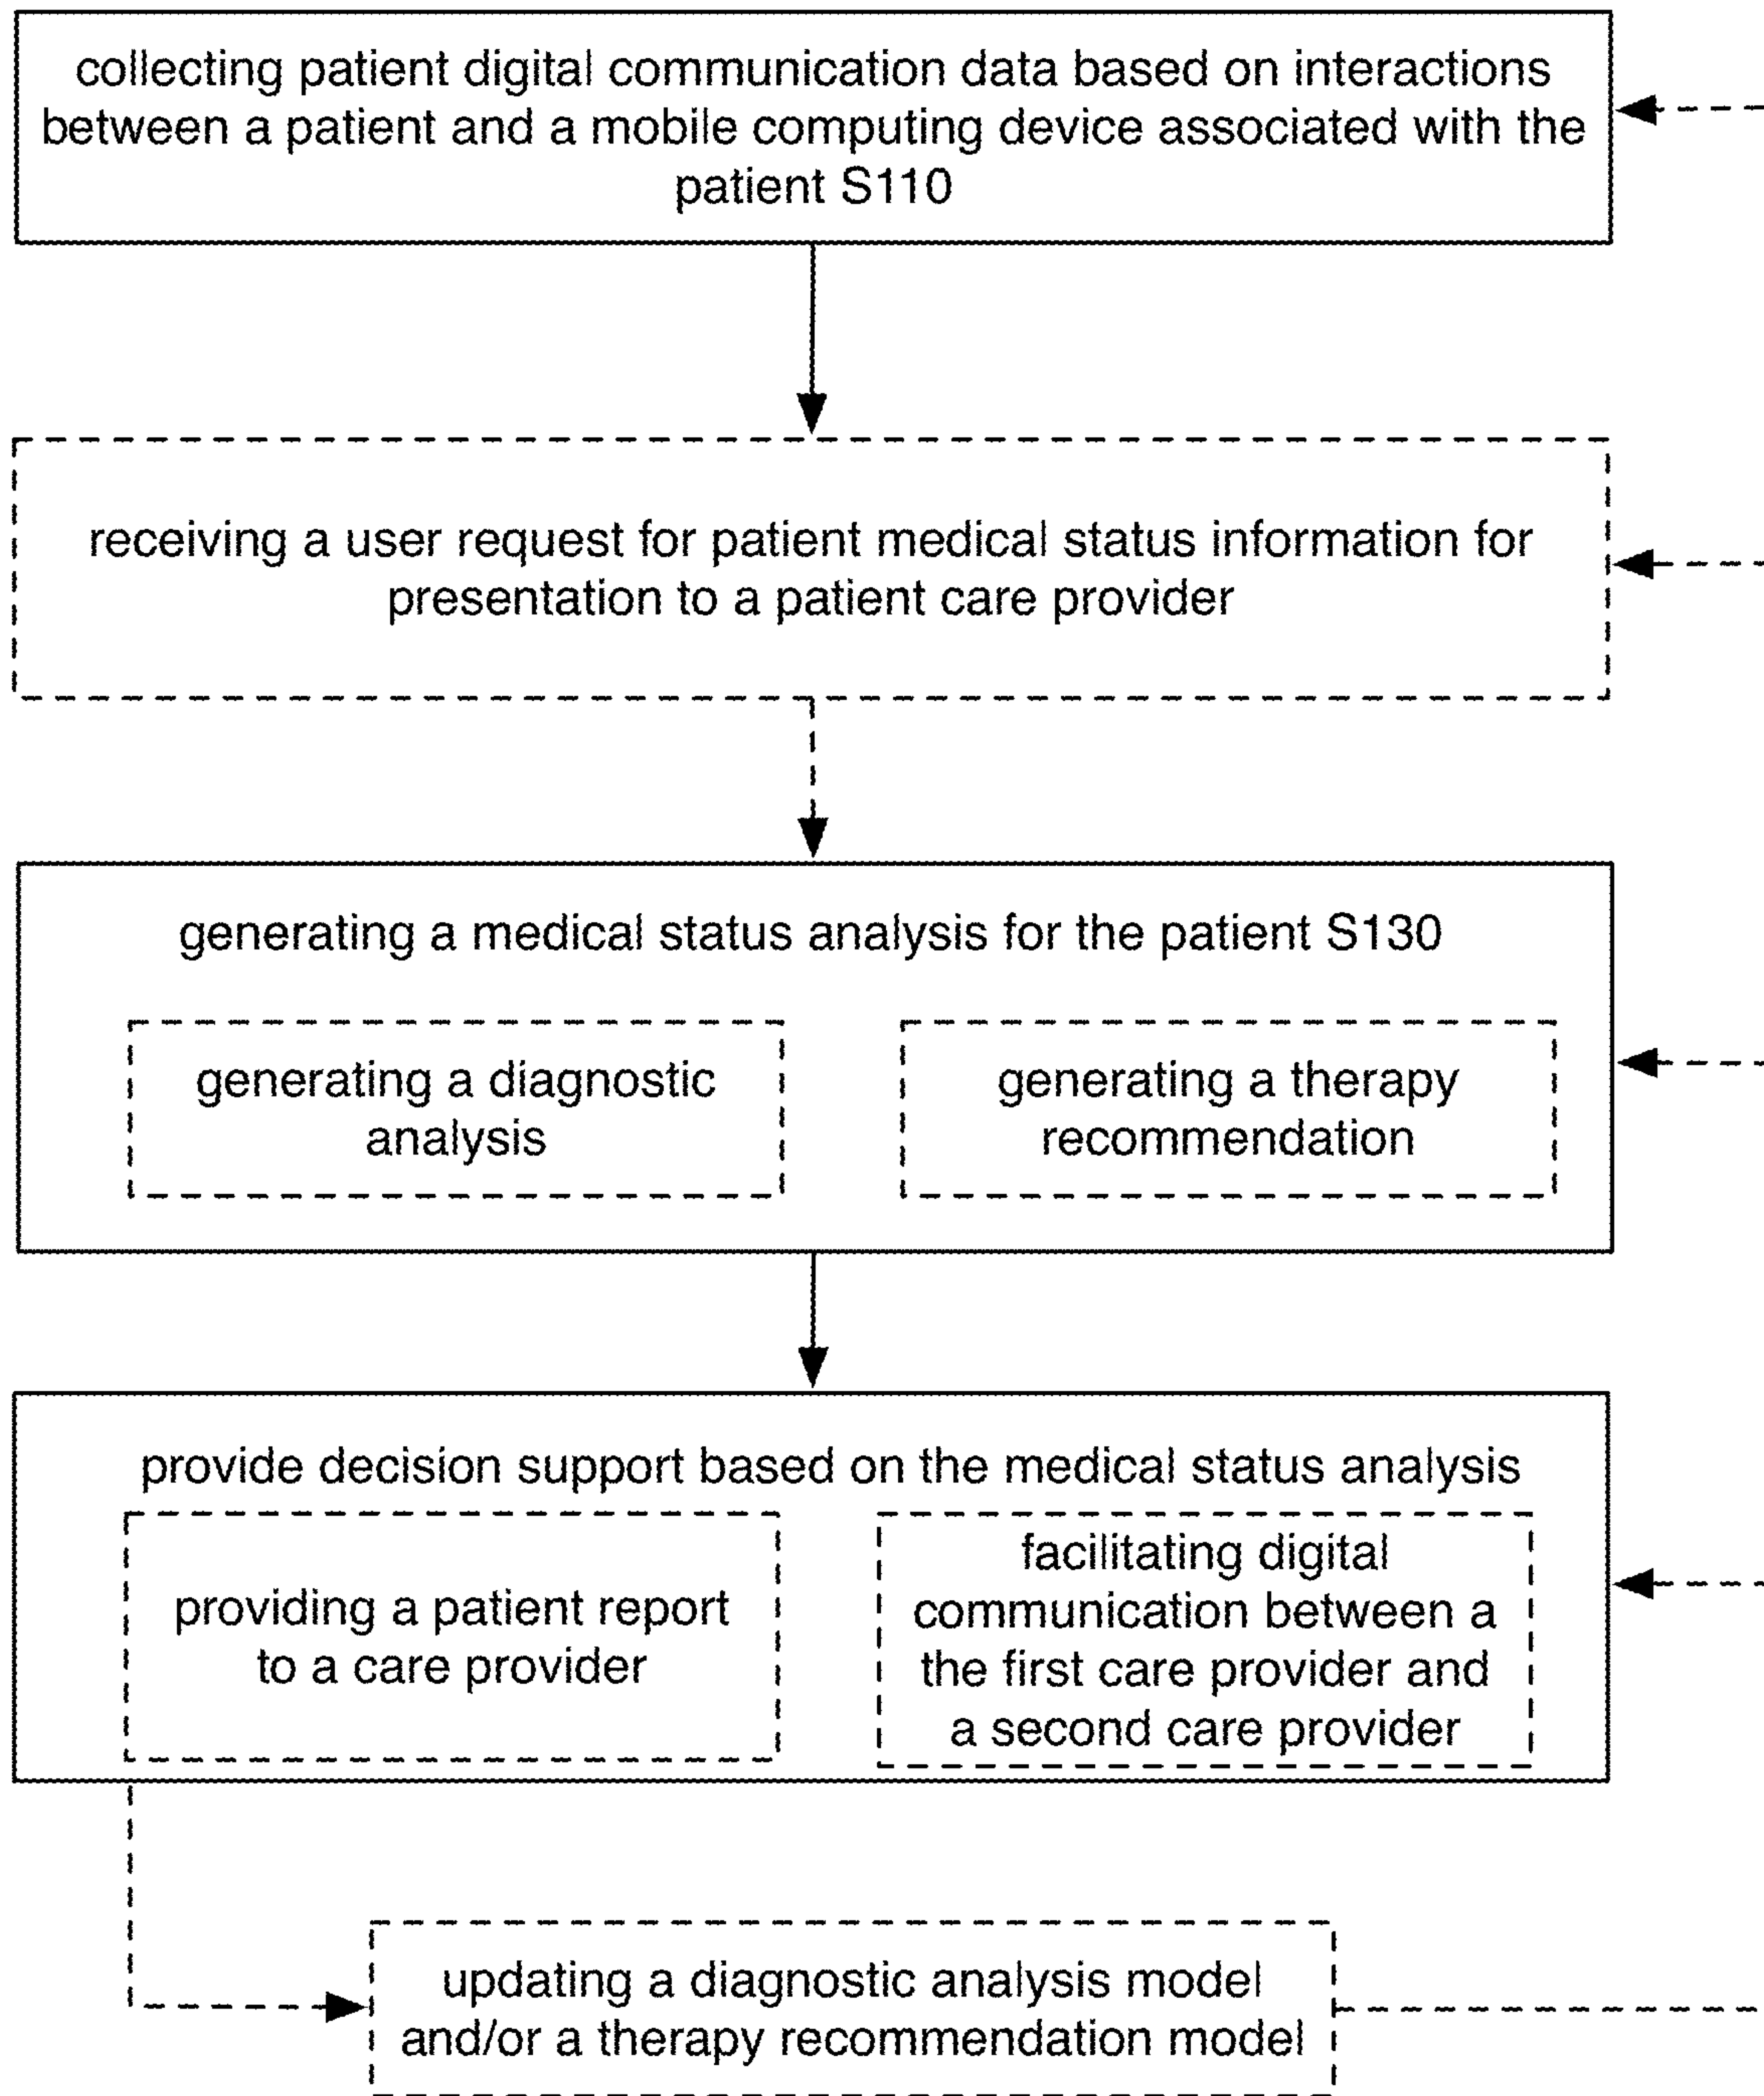 collecting patient digital communication data based on interactions
between a patient and a mobile computing device associated with the
patient S110
receiving a user request for patient medical status information for
presentation to a patient care provider
generating a medical status analysis for the patient S130
generating a diagnostic
analysis
generating a therapy
recommendation
provide decision support based on the medical status analysis
providing a patient report
to a care provider
facilitating digital
communication between a
the first care provider and
a second care provider
updating a diagnostic analysis model
and/or a therapy recommendation model